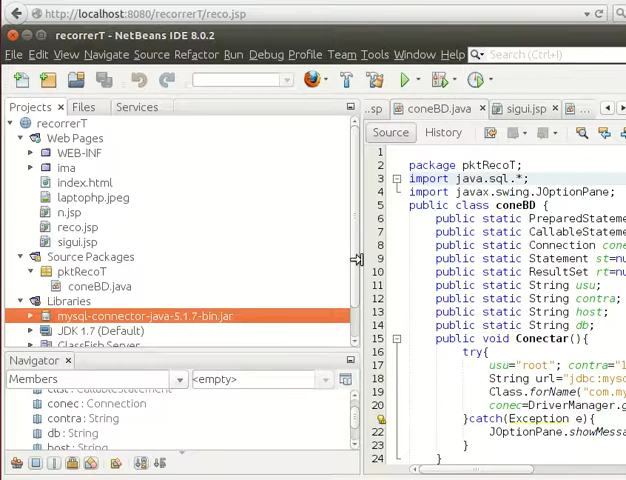 http://localhost:8080/recorrerT/reco.jsp
recorrerT - NetBeans IDE 8.0.2
File Edit View Navigate Source Refactor Run Debug Profile Team Tools Window Help
Search (Ctrl+I)
Projects Files Services
...sp coneBD.java sigui.jsp ...
Source History
recorrerT
Web Pages
WEB-INF
ima
index.html
laptophp.jpeg
n.jsp
reco.jsp
sigui.jsp
Source Packages
pktRecoT
coneBD.java
Libraries
mysql-connector-java-5.1.7-bin.jar
JDK 1.7 (Default)
GlassFish Server
Navigator
Members <empty>
conec : Connection
contra : String
db : String
host : String
1
2 package pktRecoT;
3 import java.sql.*;
4 import javax.swing.JOptionPane;
5 public class coneBD {
6 public static PreparedStateme
7 public static CallableStateme
8 public static Connection cone
9 public static Statement st=nu
10 public static ResultSet rt=nu
11 public static String usu;
12 public static String contra;
13 public static String host;
14 public static String db;
15 public void Conectar(){
16 try{
17 usu="root"; contra="1
18 String url="jdbc:myso
19 Class.forName("com.my
20 conec=DriverManager.g
}catch(Exception e){
22 JOptionPane.showMessa
23 }
24 }